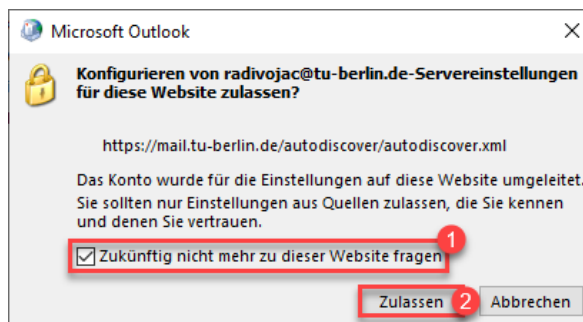 Microsoft Outlook
Konfigurieren von radivojac@tu-berlin.de-Servereinstellungen
für diese Website zulassen?
https://mail.tu-berlin.de/autodiscover/autodiscover.xml
Das Konto wurde für die Einstellungen auf diese Website umgeleitet.
Sie sollten nur Einstellungen aus Quellen zulassen, die Sie kennen
und denen Sie vertrauen.
1
Zukünftig nicht mehr zu dieser Website fragen
Zulassen 2 Abbrechen